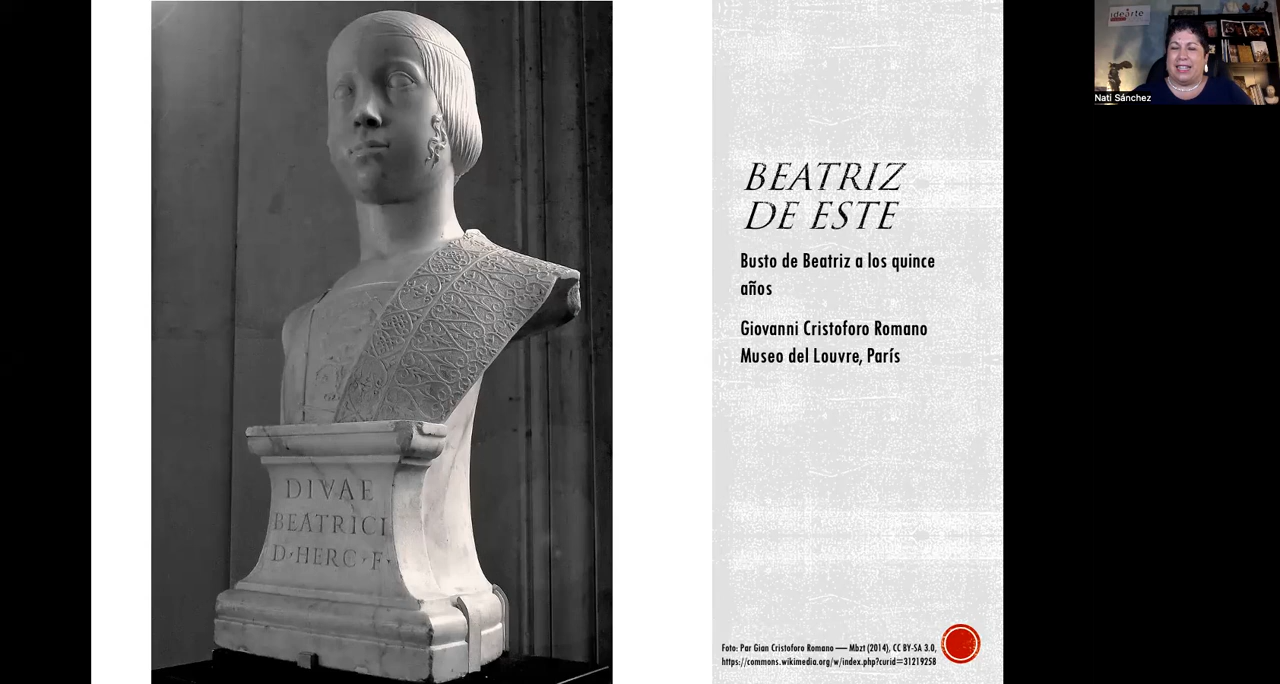 DIVAE
BEATRICI
D·HERC·F·
BEATRIZ
DE ESTE
Busto de Beatriz a los quince
años
Giovanni Cristoforo Romano
Museo del Louvre, París
Foto: Par Gian Cristoforo Romano — Mbzt (2014), CC BY-SA 3.0,
https://commons.wikimedia.org/w/index.php?curid=31219258
idearte
Nati Sánchez